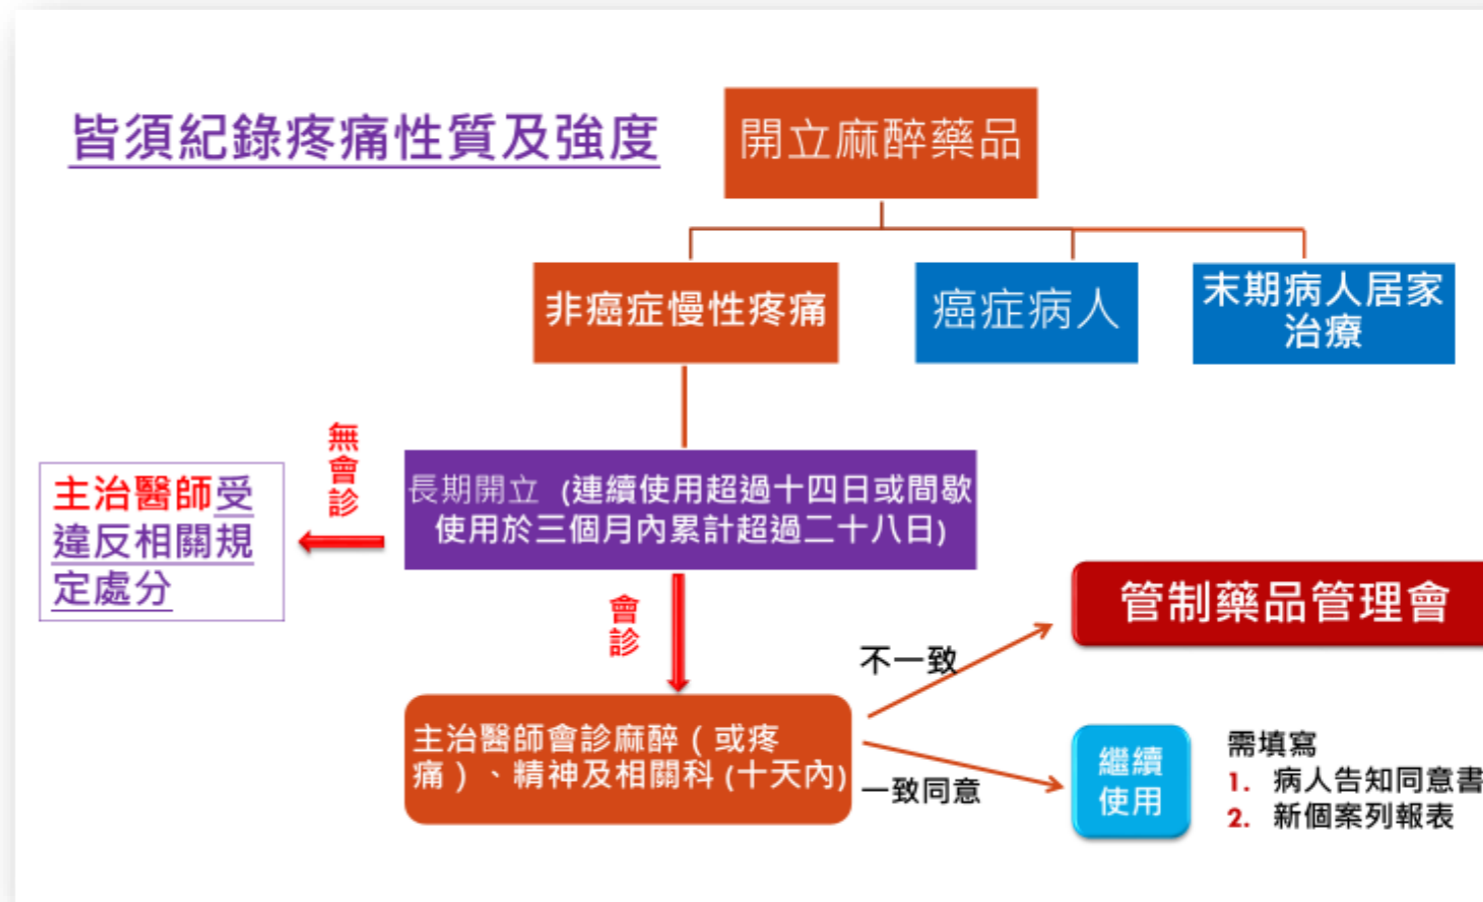 皆須紀錄疼痛性質及強度
開立麻醉藥品
非癌症慢性疼痛
癌症病人
末期病人居家
治療
無會診
長期開立 (連續使用超過十四日或間歇
使用於三個月內累計超過二十八日)
主治醫師受
違反相關規
定處分
會診
主治醫師會診麻醉（或疼
痛）、精神及相關科 (十天內)
不一致
管制藥品管理會
一致同意
繼續
使用
需填寫
1. 病人告知同意書
2. 新個案列報表